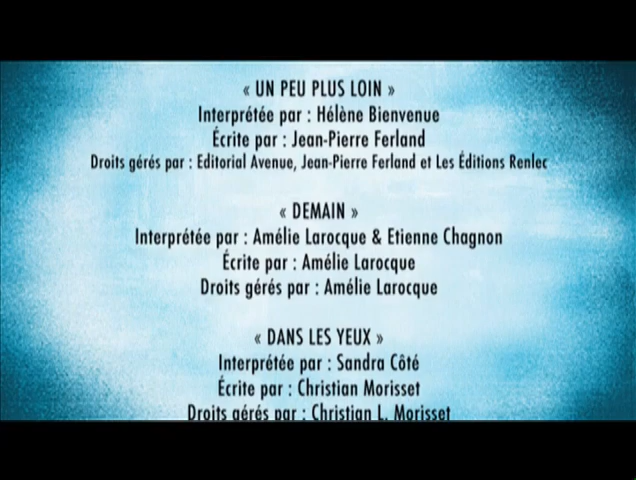 « UN PEU PLUS LOIN »
Interprétée par : Hélène Bienvenue
Écrite par : Jean-Pierre Ferland
Droits gérés par : Editorial Avenue, Jean-Pierre Ferland et Les Éditions Renlec
« DEMAIN »
Interprétée par : Amélie Larocque & Etienne Chagnon
Écrite par : Amélie Larocque
Droits gérés par : Amélie Larocque
« DANS LES YEUX »
Interprétée par : Sandra Côté
Écrite par : Christian Morisset
Droits gérés par : Christian L. Morisset